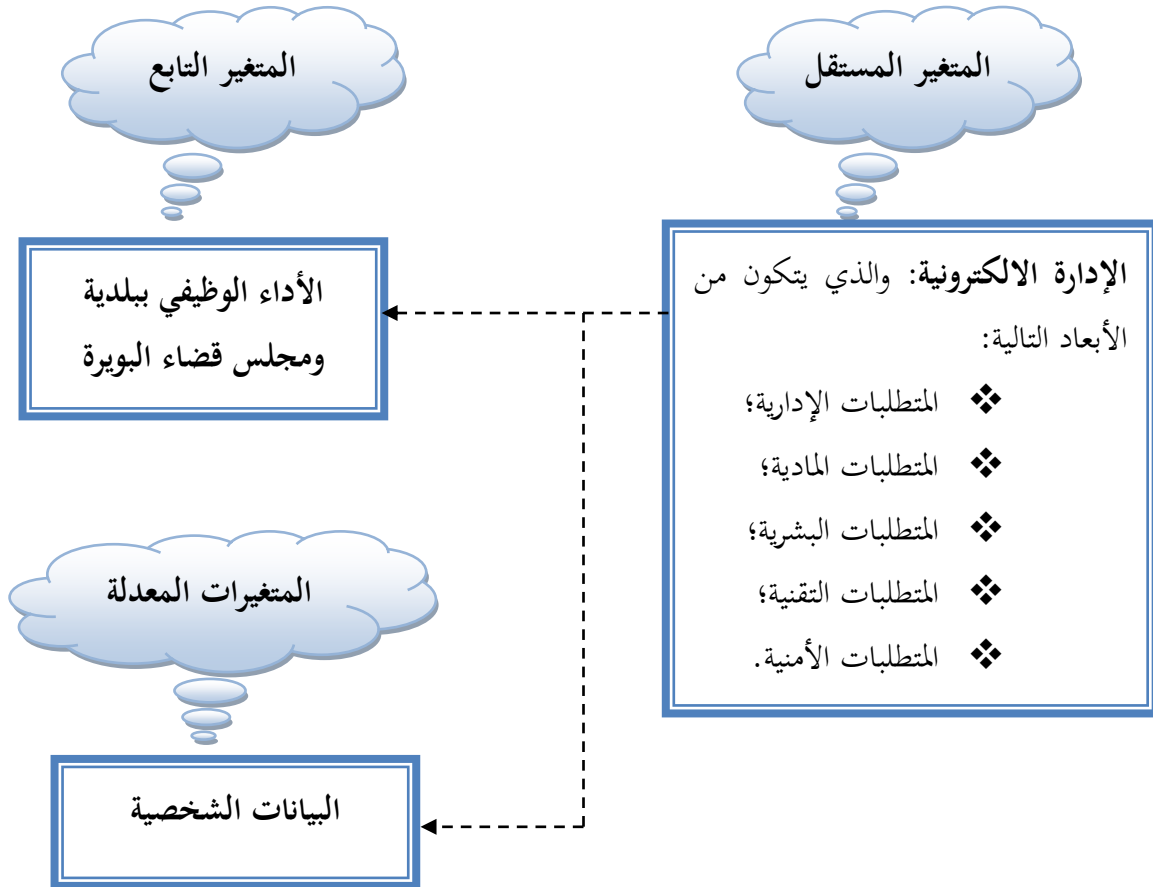 المتغير المستقل
المتغير التابع
الإدارة الالكترونية: والذي يتكون من
الأبعاد التالية:
❖ المتطلبات الإدارية؛
❖ المتطلبات المادية؛
❖ المتطلبات البشرية؛
❖ المتطلبات التقنية؛
❖ المتطلبات الأمنية.
الأداء الوظيفي ببلدية
ومجلس قضاء البويرة
المتغيرات المعدلة
البيانات الشخصية